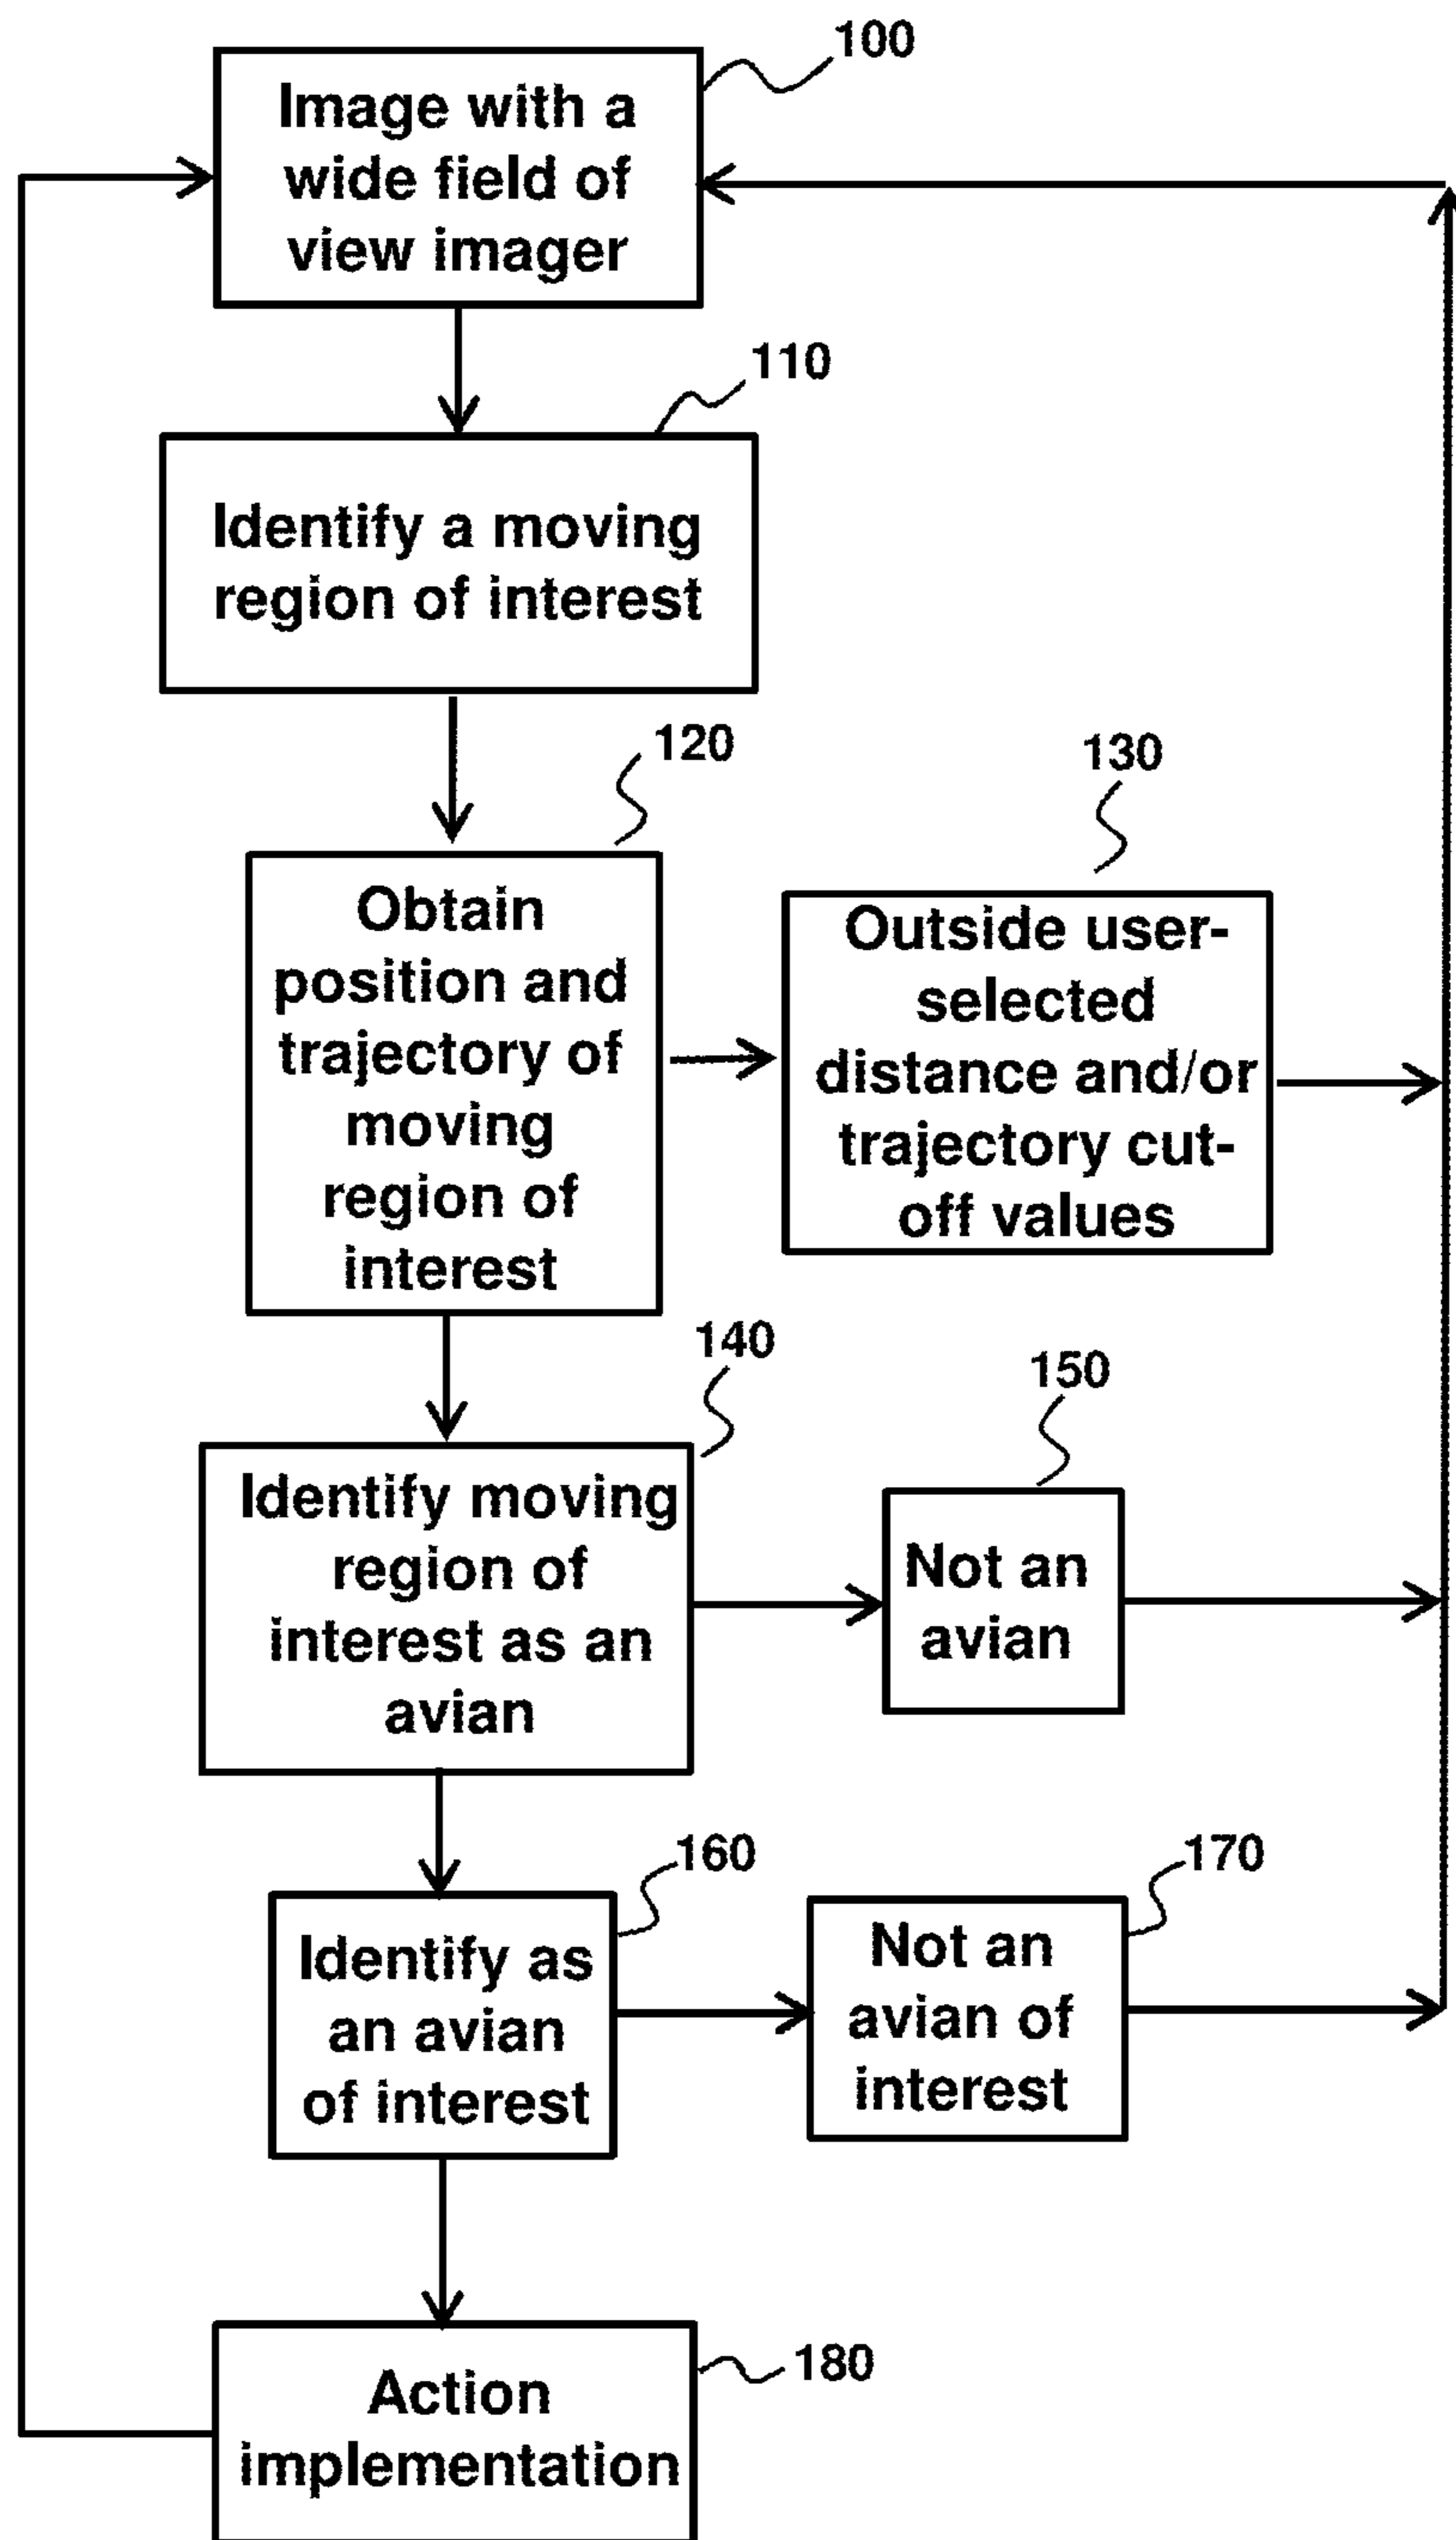 100
Image with a
wide field of
view imager
110
Identify a moving
region of interest
120
Obtain
position and
trajectory of
moving
region of
interest
130
Outside user-
selected
distance and/or
trajectory cut-
off values
140
Identify moving
region of
interest as an
avian
150
Not an
avian
160
Identify as
an avian
of interest
170
Not an
avian of
interest
180
Action
implementation